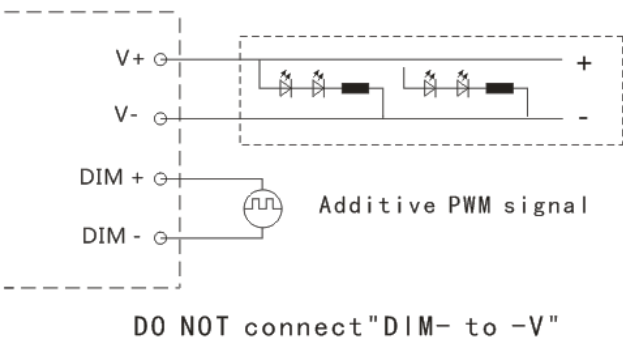 V+
+
V-
-
DIM +
Additive PWM signal
DIM -
DO NOT connect"DIM- to -V"